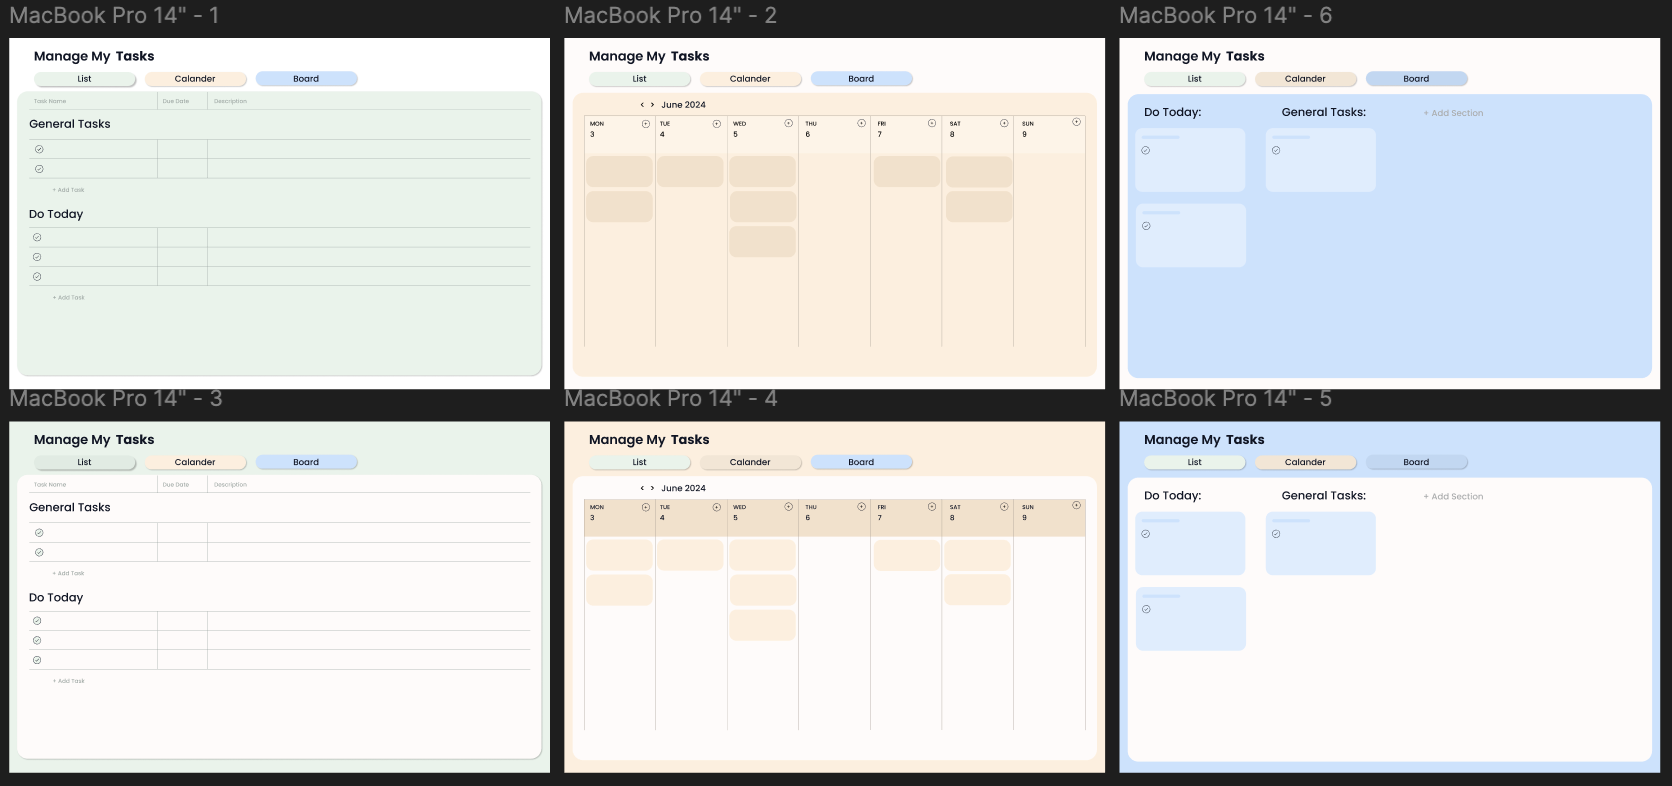 MacBook Pro 14" - 1
Manage My Tasks
List Calander Board
Task Name Due Date Description
General Tasks
+ Add Task
Do Today
+ Add Task
MacBook Pro 14" - 2
Manage My Tasks
List Calander Board
< > June 2024
MON TUE WED THU FRI SAT SUN
3 4 5 6 7 8 9
MacBook Pro 14" - 6
Manage My Tasks
List Calander Board
Do Today: General Tasks: + Add Section
MacBook Pro 14" - 3
Manage My Tasks
List Calander Board
Task Name Due Date Description
General Tasks
+ Add Task
Do Today
+ Add Task
MacBook Pro 14" - 4
Manage My Tasks
List Calander Board
< > June 2024
MON TUE WED THU FRI SAT SUN
3 4 5 6 7 8 9
MacBook Pro 14" - 5
Manage My Tasks
List Calander Board
Do Today: General Tasks: + Add Section